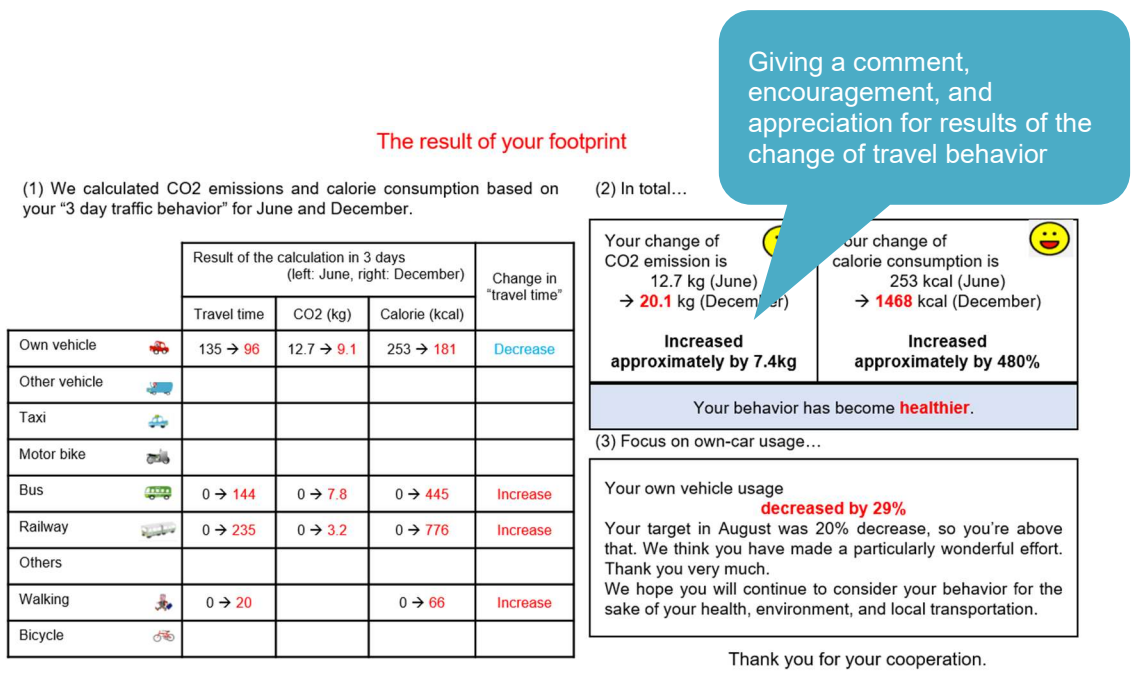 Giving a comment,
encouragement, and
appreciation for results of the
change of travel behavior
The result of your footprint
(1) We calculated CO2 emissions and calorie consumption based on
your “3 day traffic behavior” for June and December.
Result of the calculation in 3 days
(left: June, right: December)
Change in
“travel time”
Travel time CO2 (kg) Calorie (kcal)
Own vehicle 135 → 96 12.7 → 9.1 253 → 181 Decrease
Other vehicle
Taxi
Motor bike
Bus 0 → 144 0 → 7.8 0 → 445 Increase
Railway 0 → 235 0 → 3.2 0 → 776 Increase
Others
Walking 0 → 20 0 → 66 Increase
Bicycle
(2) In total…
Your change of
CO2 emission is
12.7 kg (June)
→ 20.1 kg (December)
Increased
approximately by 7.4kg
Your change of
calorie consumption is
253 kcal (June)
→ 1468 kcal (December)
Increased
approximately by 480%
Your behavior has become healthier.
(3) Focus on own-car usage…
Your own vehicle usage
decreased by 29%
Your target in August was 20% decrease, so you’re above
that. We think you have made a particularly wonderful effort.
Thank you very much.
We hope you will continue to consider your behavior for the
sake of your health, environment, and local transportation.
Thank you for your cooperation.